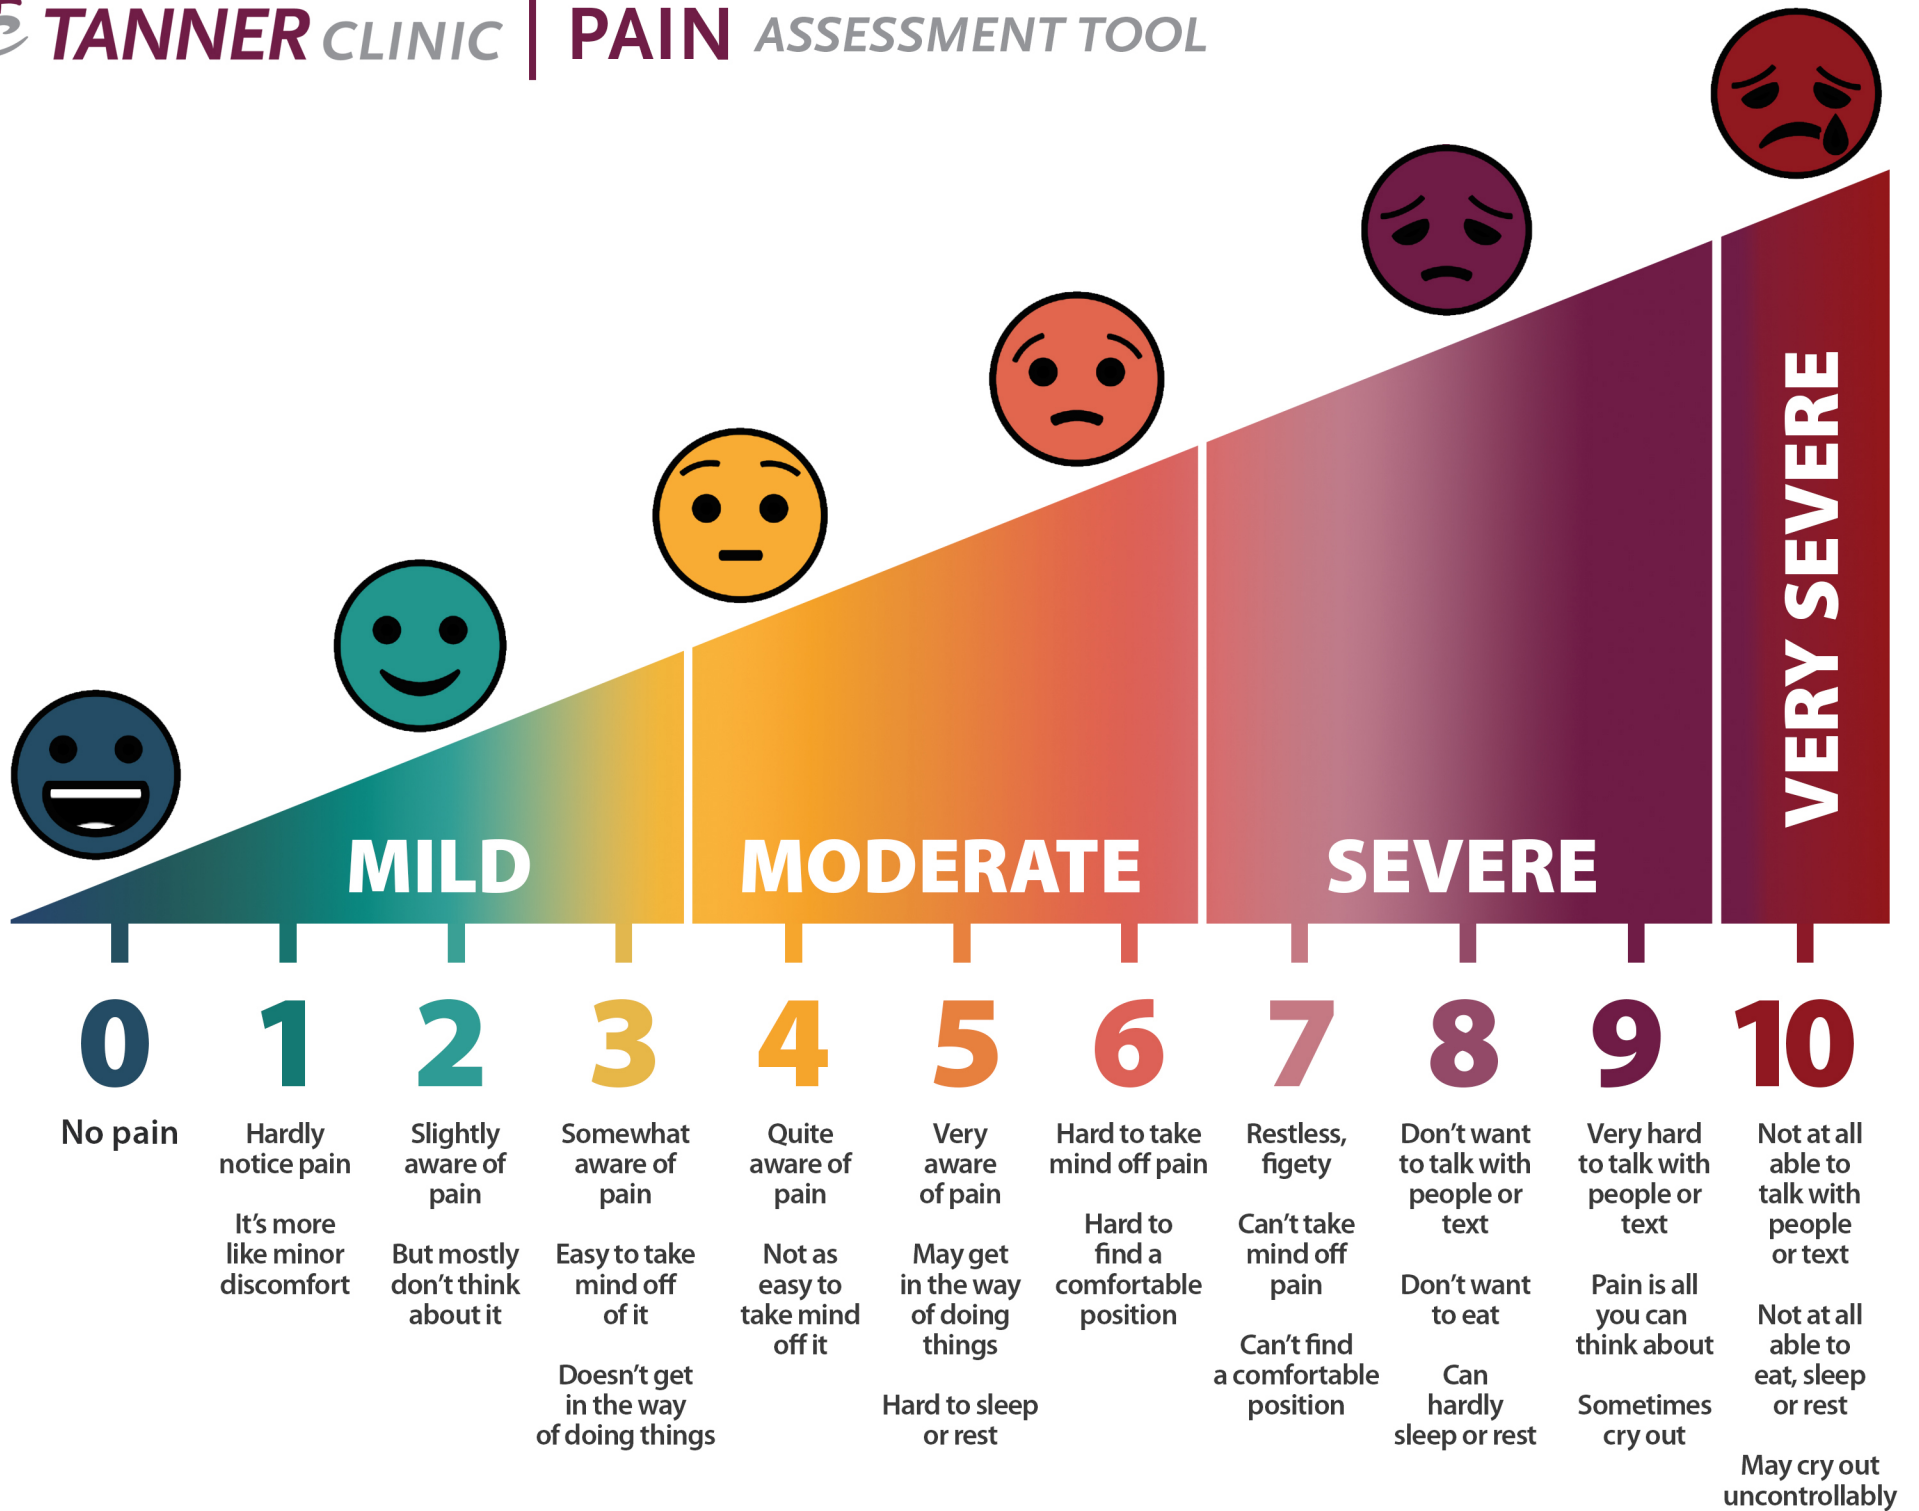 TANNER CLINIC | PAIN ASSESSMENT TOOL
VERY SEVERE
MILD
MODERATE
SEVERE
0
1
2
3
4
5
6
7
8
9
10
No pain
Hardly
notice pain
It's more
like minor
discomfort
Slightly
aware of
pain
But mostly
don't think
about it
Somewhat
aware of
pain
Easy to take
mind off
of it
Doesn't get
in the way
of doing things
Quite
aware of
pain
Not as
easy to
take mind
off it
Very
aware
of pain
May get
in the way
of doing
things
Hard to sleep
or rest
Hard to take
mind off pain
Hard to
find a
comfortable
position
Restless,
figety
Can't take
mind off
pain
Can't find
a comfortable
position
Don't want
to talk with
people or
text
Don't want
to eat
Can
hardly
sleep or rest
Very hard
to talk with
people or
text
Pain is all
you can
think about
Sometimes
cry out
Not at all
able to
talk with
people
or text
Not at all
able to
eat, sleep
or rest
May cry out
uncontrollably